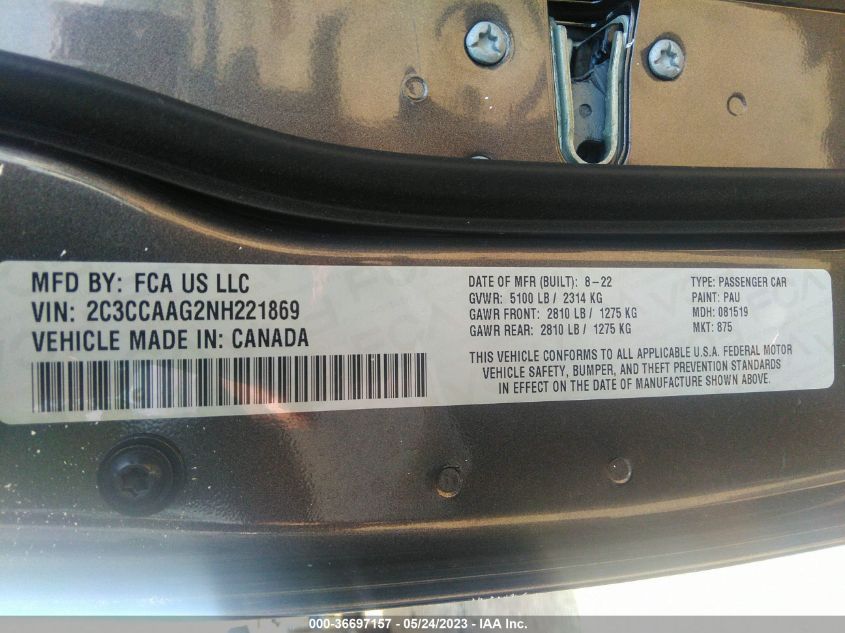 MFD BY: FCA US LLC
VIN: 2C3CCAAG2NH221869
VEHICLE MADE IN: CANADA
DATE OF MFR (BUILT): 8-22
GVWR: 5100 LB / 2314 KG
GAWR FRONT: 2810 LB / 1275 KG
GAWR REAR: 2810 LB / 1275 KG
TYPE: PASSENGER CAR
PAINT: PAU
MDH: 081519
MKT: 875
THIS VEHICLE CONFORMS TO ALL APPLICABLE U.S.A. FEDERAL MOTOR
VEHICLE SAFETY, BUMPER, AND THEFT PREVENTION STANDARDS
IN EFFECT ON THE DATE OF MANUFACTURE SHOWN ABOVE.
000-36697157 - 05/24/2023 - IAA Inc.